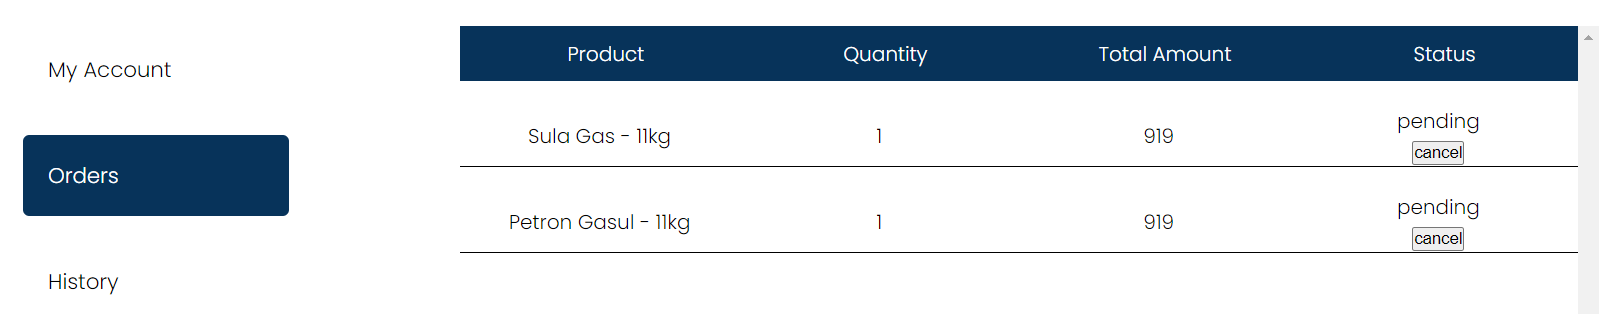 My Account
Orders
History
Product Quantity Total Amount Status
Sula Gas - 11kg 1 919 pending
cancel
Petron Gasul - 11kg 1 919 pending
cancel